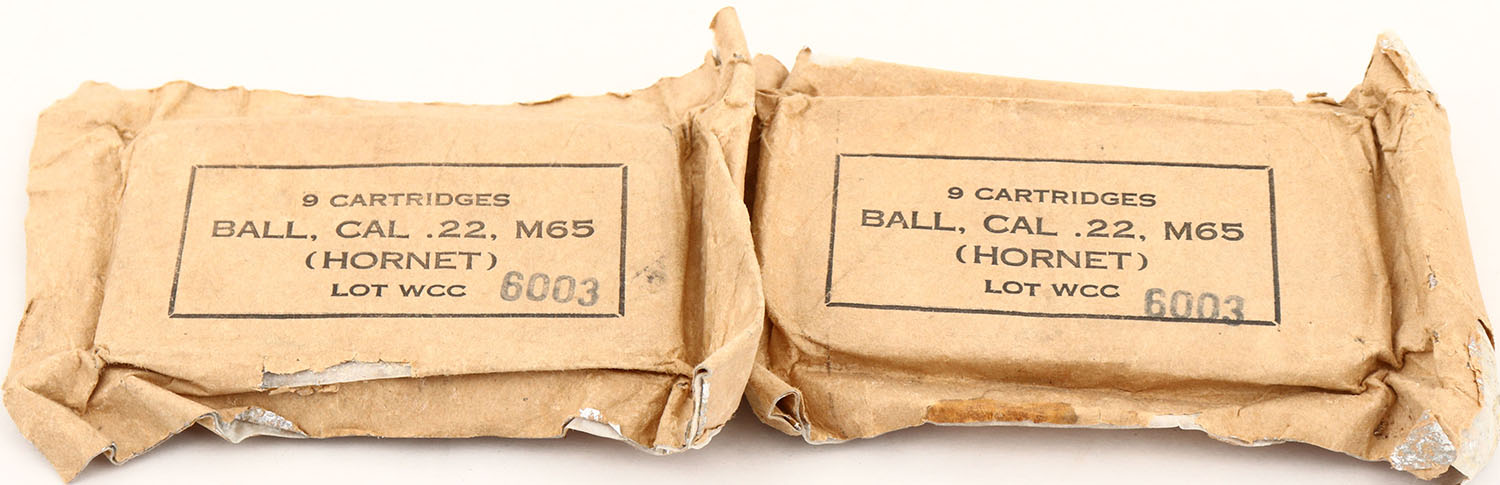 9 CARTRIDGES
BALL, CAL .22, M65
(HORNET)
LOT WCC 6003
9 CARTRIDGES
BALL, CAL .22, M65
(HORNET)
LOT WCC 6003